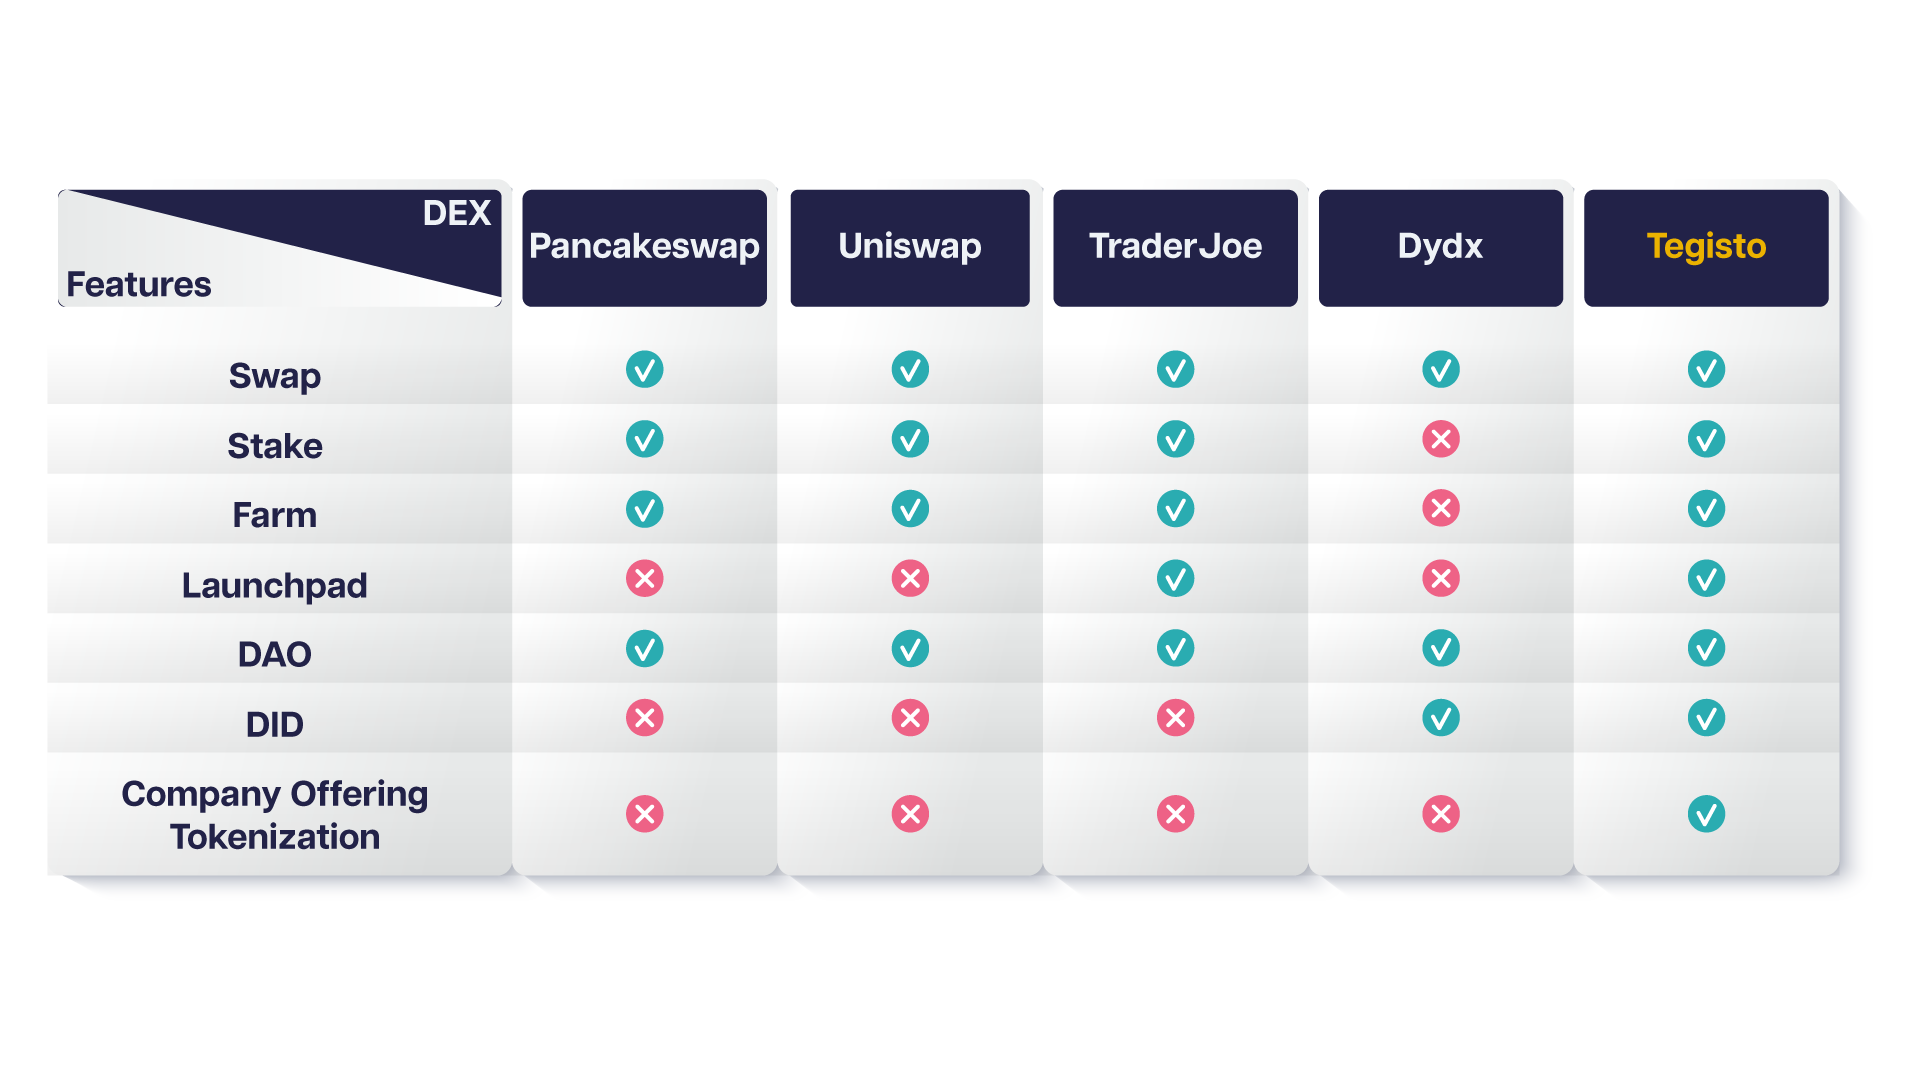 DEX
Features
Pancakeswap
Uniswap
TraderJoe
Dydx
Tegisto
Swap
Stake
Farm
Launchpad
DAO
DID
Company Offering
Tokenization